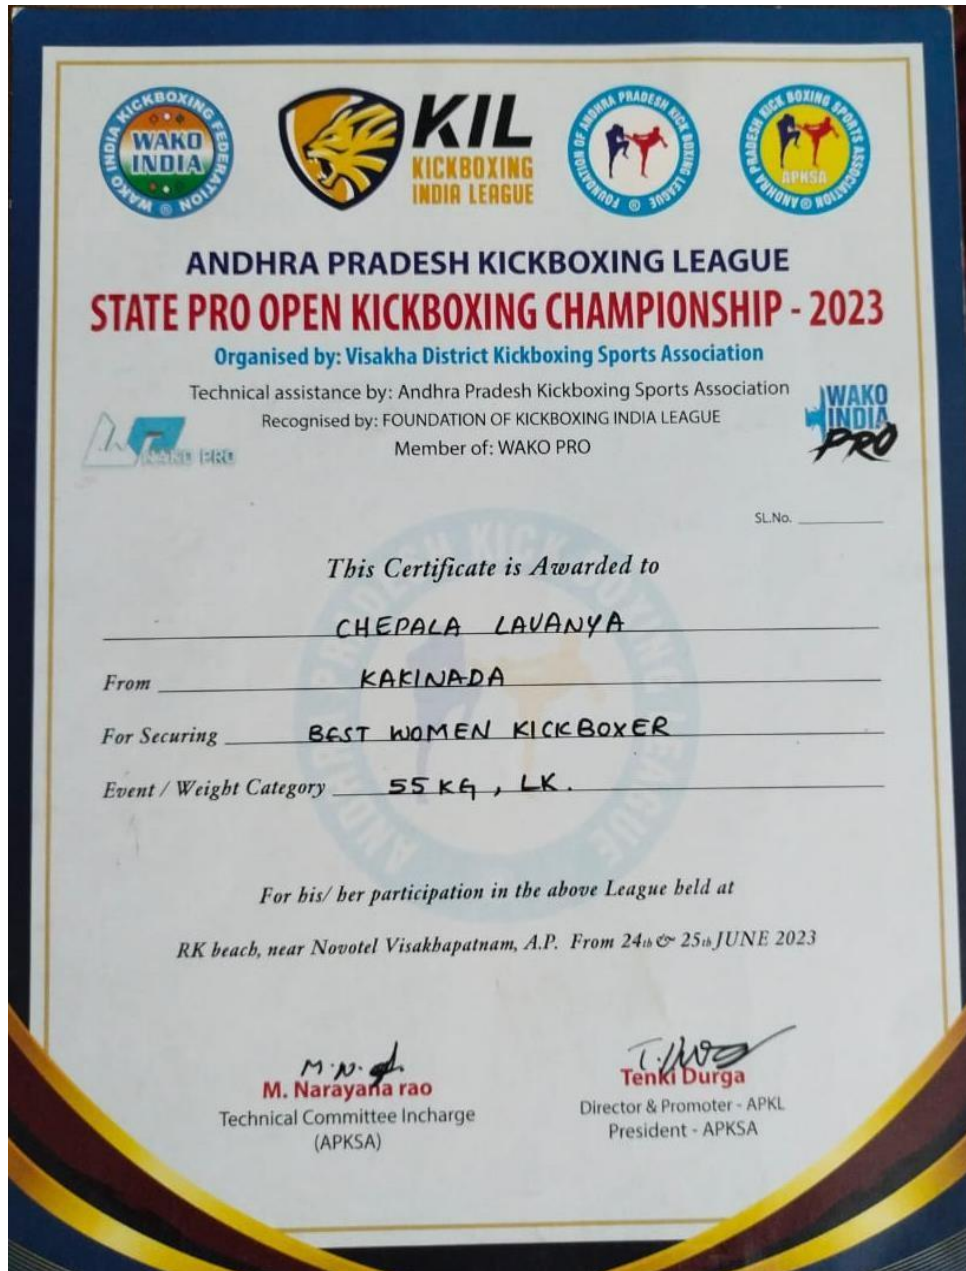 WAKO INDIA KICKBOXING FEDERATION
WAKO
INDIA
KIL
KICKBOXING
INDIA LEAGUE
FOUNDATION OF ANDHRA PRADESH KICK BOXING LEAGUE ®
ANDHRA PRADESH KICK BOXING SPORTS ASSOCIATION ®
APKSA
ANDHRA PRADESH KICKBOXING LEAGUE
STATE PRO OPEN KICKBOXING CHAMPIONSHIP - 2023
Organised by: Visakha District Kickboxing Sports Association
Technical assistance by: Andhra Pradesh Kickboxing Sports Association
Recognised by: FOUNDATION OF KICKBOXING INDIA LEAGUE
Member of: WAKO PRO
WAKO PRO
WAKO
INDIA
PRO
SL.No.
This Certificate is Awarded to
CHEPALA LAVANYA
From KAKINADA
For Securing BEST WOMEN KICKBOXER
Event / Weight Category 55 KG, LK.
For his/ her participation in the above League held at
RK beach, near Novotel Visakhapatnam, A.P. From 24th & 25th JUNE 2023
M. Narayana rao
Technical Committee Incharge
(APKSA)
Tenki Durga
Director & Promoter - APKL
President - APKSA